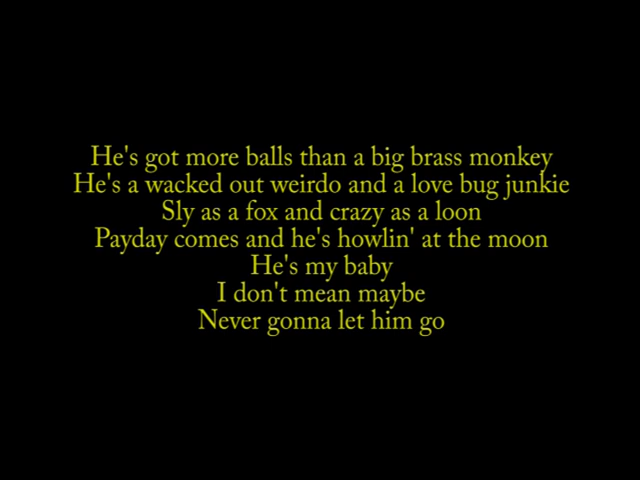 He's got more balls than a big brass monkey
He's a wacked out weirdo and a love bug junkie
Sly as a fox and crazy as a loon
Payday comes and he's howlin' at the moon
He's my baby
I don't mean maybe
Never gonna let him go